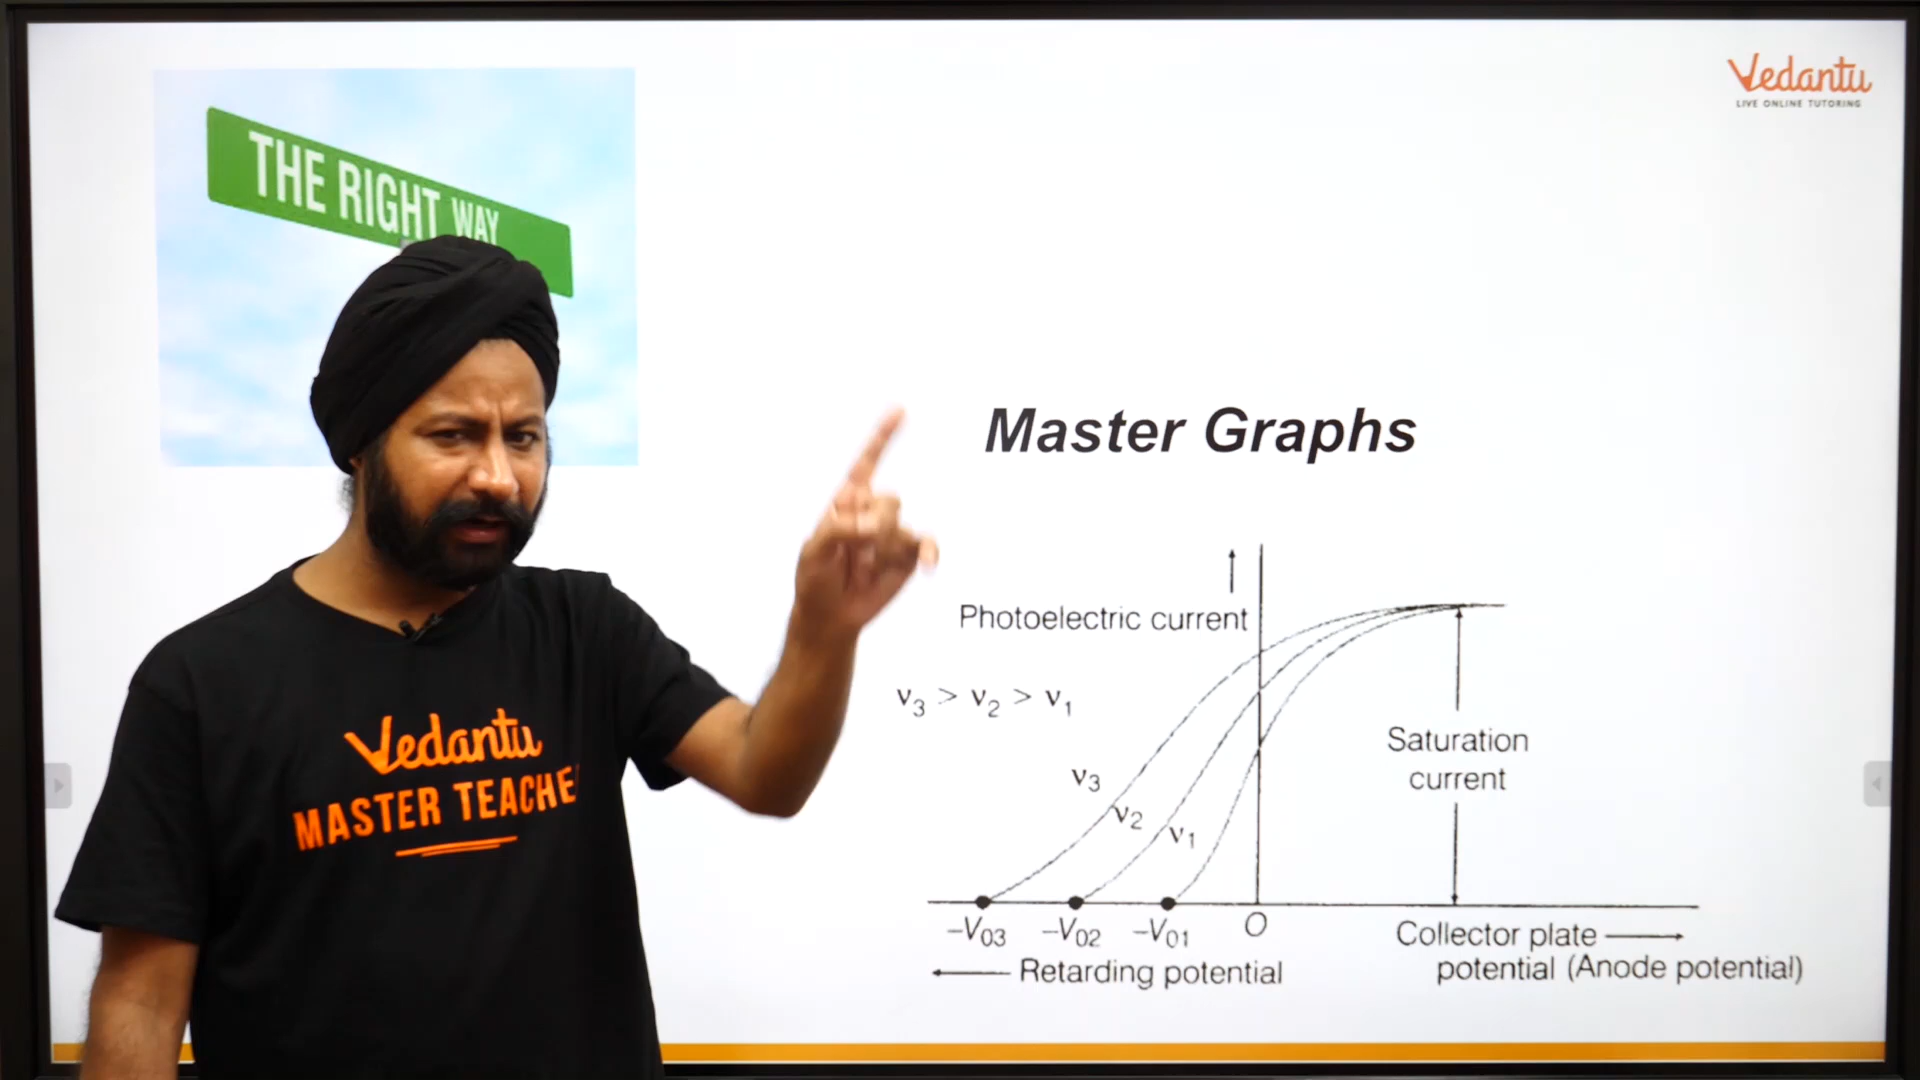 THE RIGHT WAY
Vedantu
LIVE ONLINE TUTORING
Master Graphs
Photoelectric current
ν₃ > ν₂ > ν₁
ν₃
ν₂
ν₁
Saturation
current
–V₀₃ –V₀₂ –V₀₁ O
Collector plate
potential (Anode potential)
Retarding potential
Vedantu
MASTER TEACHE